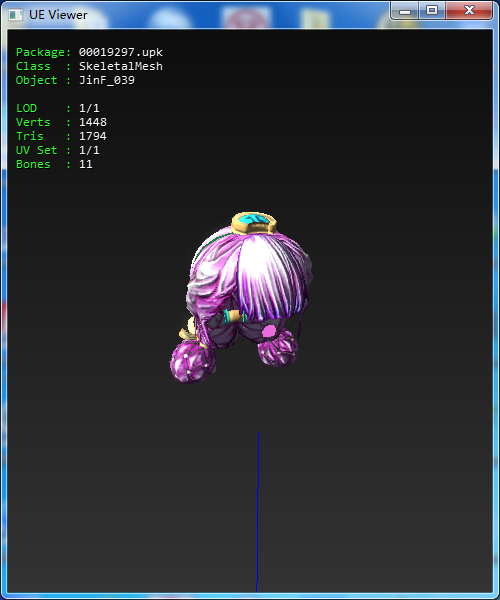 UE Viewer
Package: 00019297.upk
Class : SkeletalMesh
Object : JinF_039
LOD : 1/1
Verts : 1448
Tris : 1794
UV Set : 1/1
Bones : 11